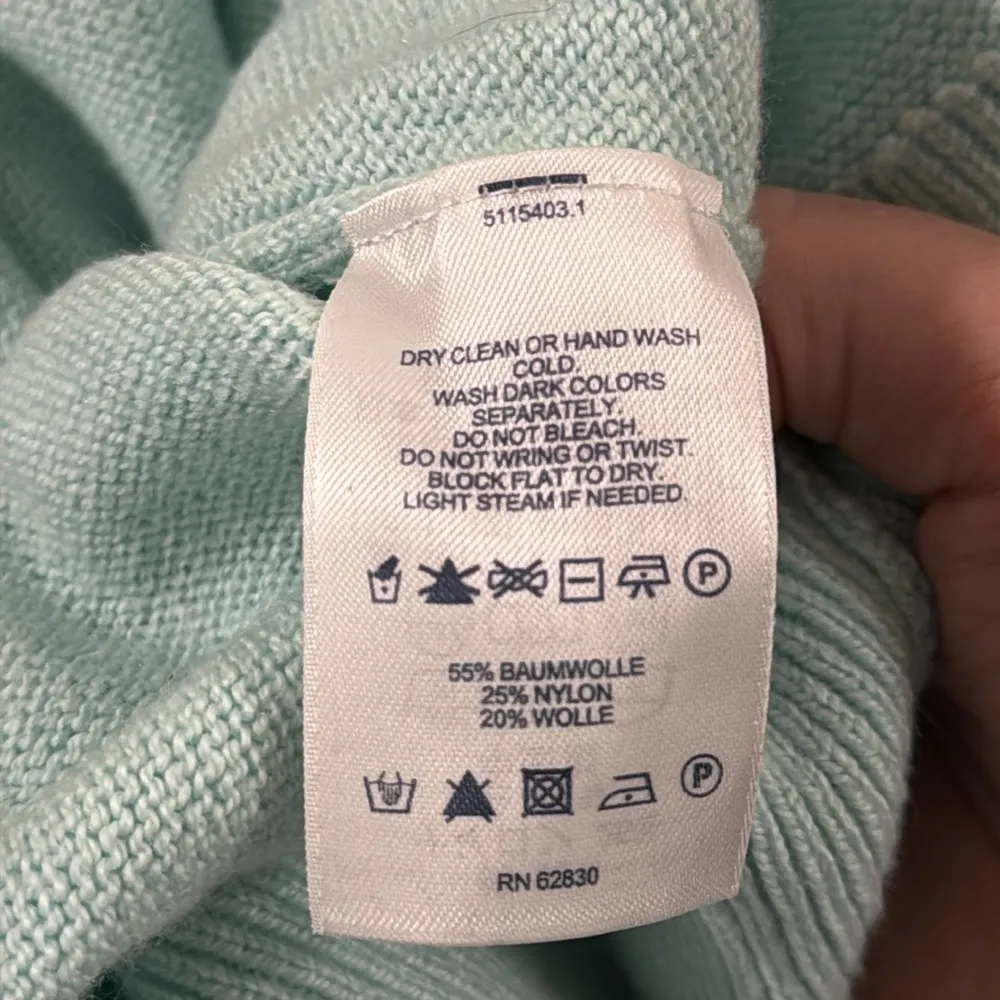 5115403.1
DRY CLEAN OR HAND WASH
COLD.
WASH DARK COLORS
SEPARATELY.
DO NOT BLEACH.
DO NOT WRING OR TWIST.
BLOCK FLAT TO DRY.
LIGHT STEAM IF NEEDED.
P
55% BAUMWOLLE
25% NYLON
20% WOLLE
P
RN 62830